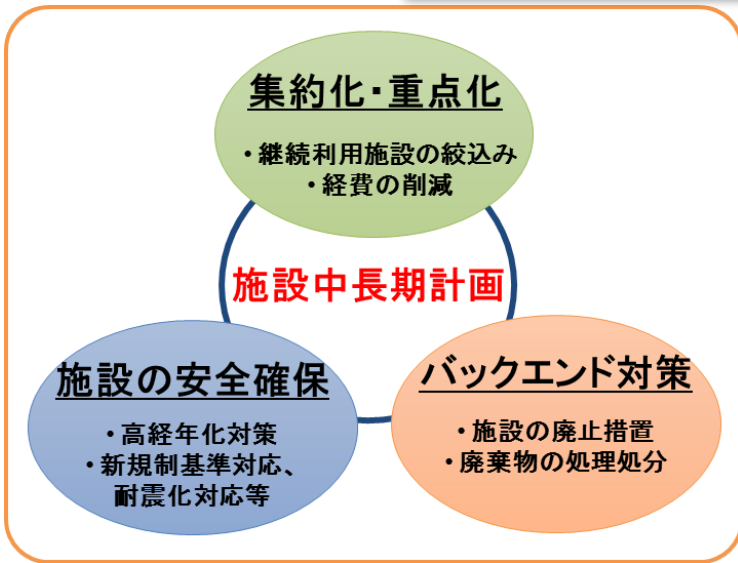 集約化・重点化
・継続利用施設の絞込み
・経費の削減
施設中長期計画
施設の安全確保
・高経年化対策
・新規制基準対応、
耐震化対応等
バックエンド対策
・施設の廃止措置
・廃棄物の処理処分